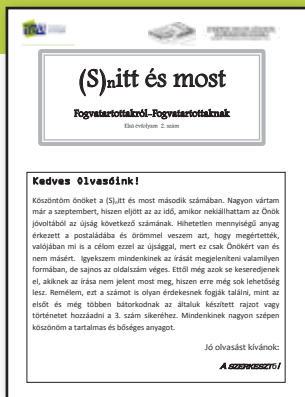 (S)nitt és most
Fogvatartottakról-Fogvatartottaknak
Első évfolyam 2. szám
Kedves Olvasóink!
Köszöntöm önöket a (S)nitt és most második számában. Nagyon vártam
már a szeptembert, hiszen eljött az az idő, amikor nekiállhattam az Önök
jóvoltából az újság következő számának. Hihetetlen mennyiségű anyag
érkezett a postaládába és örömmel veszem azt, hogy megértették,
valójában mi is a célom ezzel az újsággal, mert ez csak Önökért van és
nem másért. Igyekszem mindenkinek az írását megjeleníteni valamilyen
formában, de sajnos az oldalszám véges. Ettől még azok se keseredjenek
el, akiknek az írása nem jelent most meg, hiszen erre még sok lehetőség
lesz. Remélem, ezt a számot is olyan érdekesnek fogják találni, mint az
elsőt és még többen bátorkodnak az általuk készített rajzot vagy
történetet hozzáadni a 3. szám sikeréhez. Mindenkinek nagyon szépen
köszönöm a tartalmas és bőséges anyagot.
Jó olvasást kívánok:
A SZERKESZTŐ!